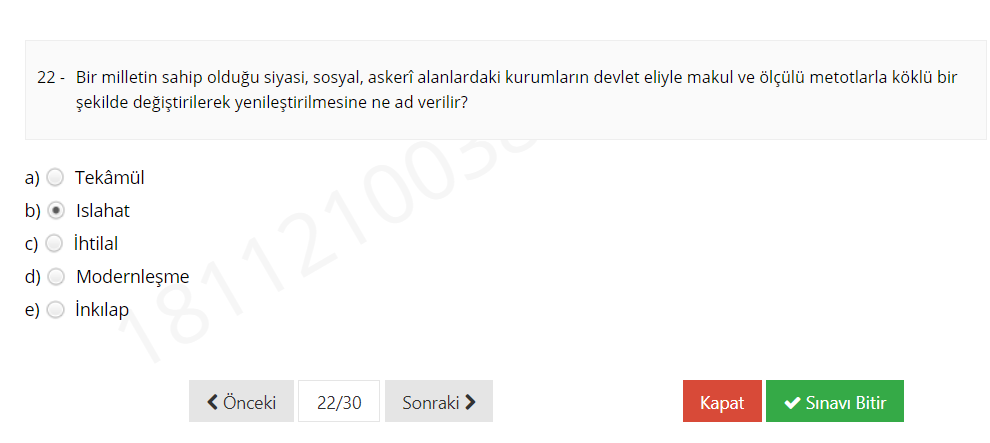 22 - Bir milletin sahip olduğu siyasi, sosyal, askerî alanlardaki kurumların devlet eliyle makul ve ölçülü metotlarla köklü bir
şekilde değiştirilerek yenileştirilmesine ne ad verilir?
a) Tekâmül
b) Islahat
c) İhtilal
d) Modernleşme
e) İnkılap
Önceki 22/30 Sonraki Kapat Sınavı Bitir